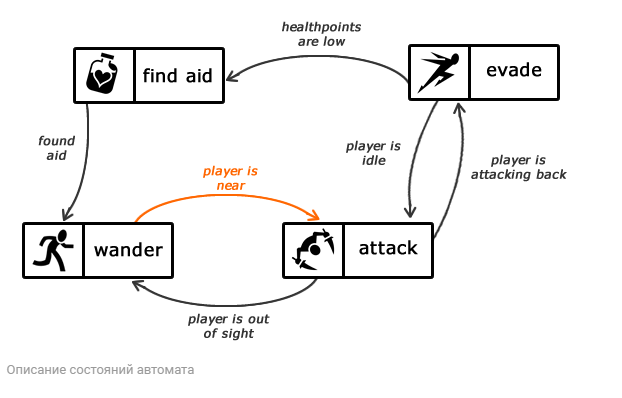 healthpoints
are low
find aid
evade
found
aid
player is
idle
player is
attacking back
player is
near
wander
attack
player is out
of sight
Описание состояний автомата